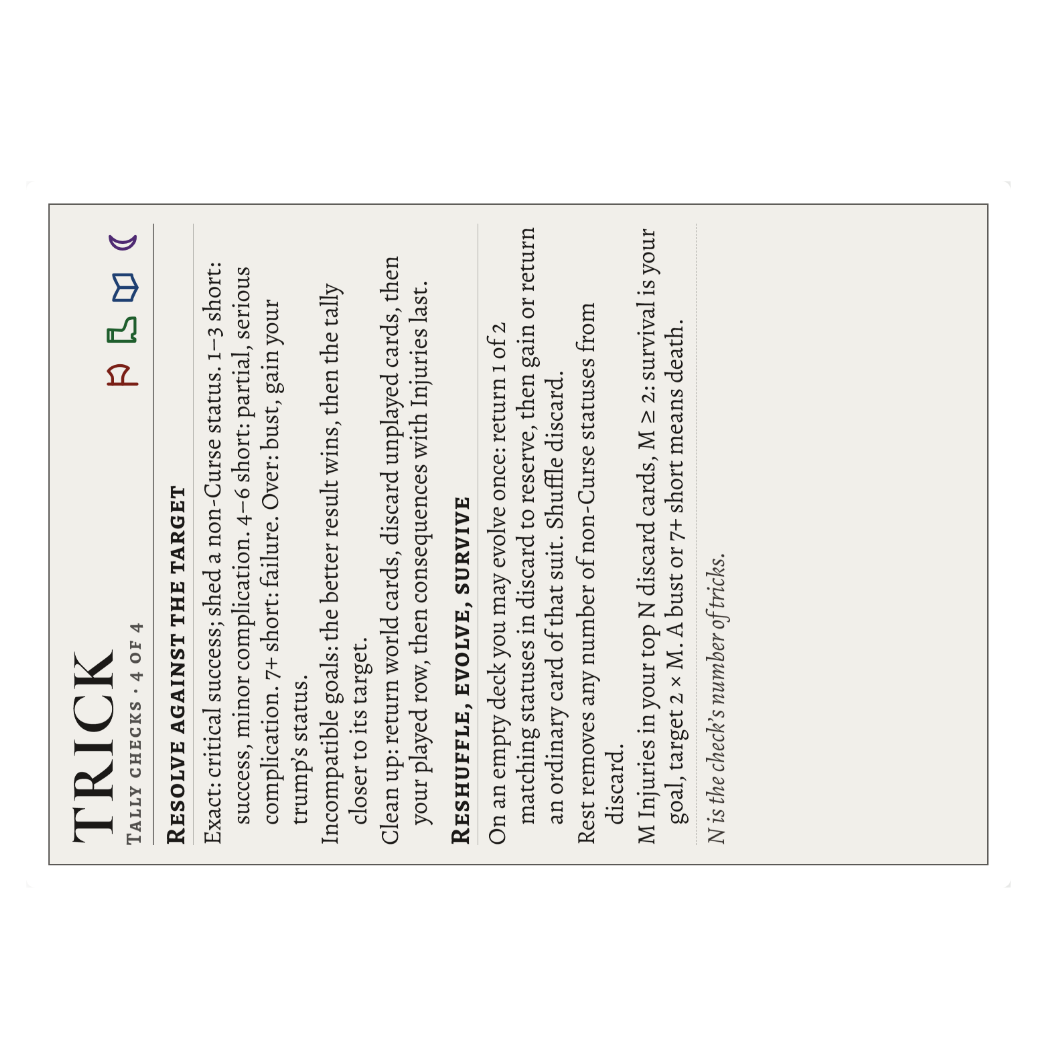 TRICK
TALLY CHECKS · 4 OF 4
RESOLVE AGAINST THE TARGET
Exact: critical success; shed a non-Curse status. 1–3 short:
success, minor complication. 4–6 short: partial, serious
complication. 7+ short: failure. Over: bust, gain your
trump's status.
Incompatible goals: the better result wins, then the tally
closer to its target.
Clean up: return world cards, discard unplayed cards, then
your played row, then consequences with Injuries last.
RESHUFFLE, EVOLVE, SURVIVE
On an empty deck you may evolve once: return 1 of 2
matching statuses in discard to reserve, then gain or return
an ordinary card of that suit. Shuffle discard.
Rest removes any number of non-Curse statuses from
discard.
M Injuries in your top N discard cards, M ≥ 2: survival is your
goal, target 2 × M. A bust or 7+ short means death.
N is the check's number of tricks.